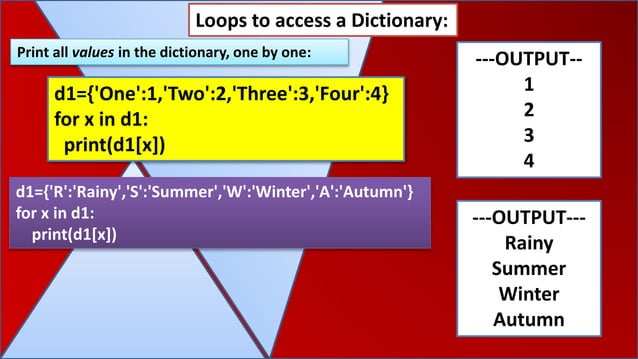 Loops to access a Dictionary:
Print all values in the dictionary, one by one:
d1={'One':1,'Two':2,'Three':3,'Four':4}
for x in d1:
  print(d1[x])
---OUTPUT--
1
2
3
4
d1={'R':'Rainy','S':'Summer','W':'Winter','A':'Autumn'}
for x in d1:
    print(d1[x])
---OUTPUT---
Rainy
Summer
Winter
Autumn